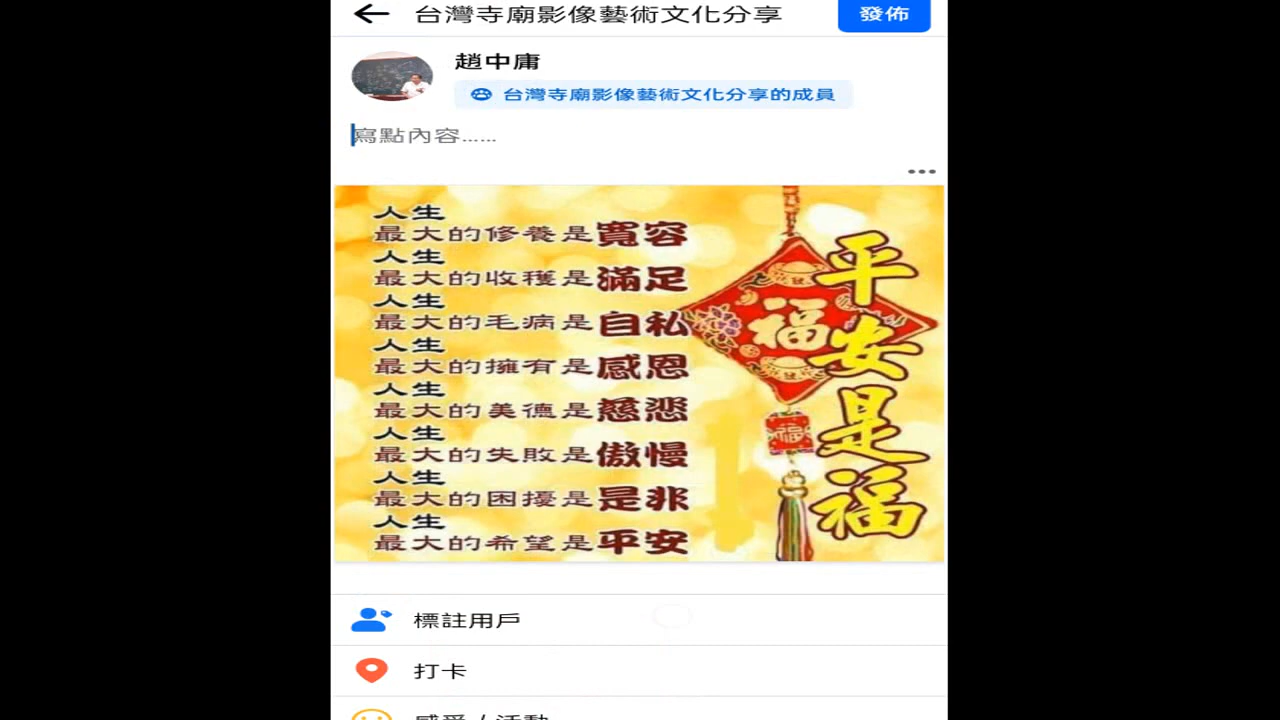 台灣寺廟影像藝術文化分享
發佈
趙中庸
台灣寺廟影像藝術文化分享的成員
寫點內容......
人生
最大的修養是寬容
人生
最大的收穫是滿足
人生
最大的毛病是自私
人生
最大的擁有是感恩
人生
最大的美德是慈悲
人生
最大的失敗是傲慢
人生
最大的困擾是是非
人生
最大的希望是平安
平安是福
福
福
標註用戶
打卡
感受／活動